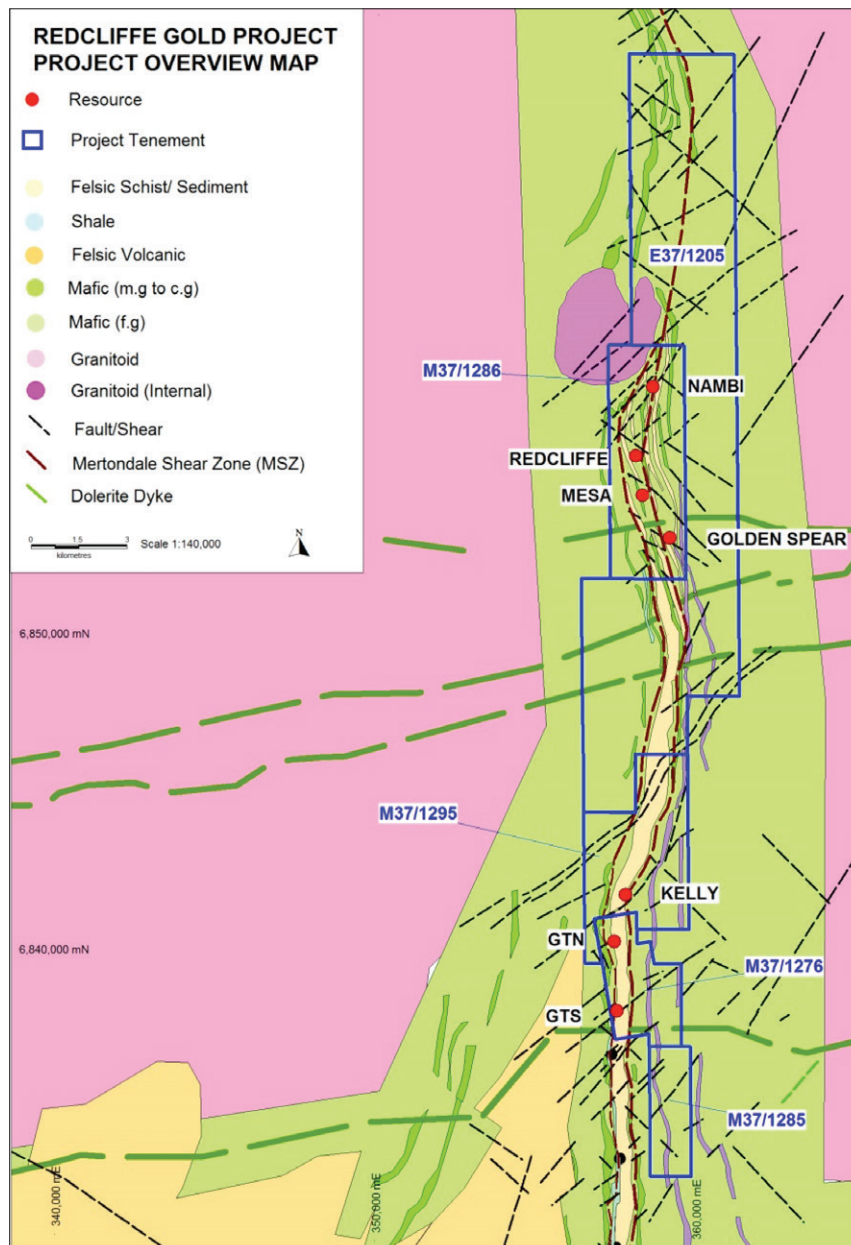 REDCLIFFE GOLD PROJECT
PROJECT OVERVIEW MAP
Resource
Project Tenement
Felsic Schist/ Sediment
Shale
Felsic Volcanic
Mafic (m.g to c.g)
Mafic (f.g)
Granitoid
Granitoid (Internal)
Fault/Shear
Mertondale Shear Zone (MSZ)
Dolerite Dyke
0 1.5 3
kilometres
Scale 1:140,000
N
E37/1205
M37/1286
NAMBI
REDCLIFFE
MESA
GOLDEN SPEAR
6,850,000 mN
M37/1295
KELLY
GTN
6,840,000 mN
M37/1276
GTS
M37/1285
340,000 mE
350,000 mE
360,000 mE